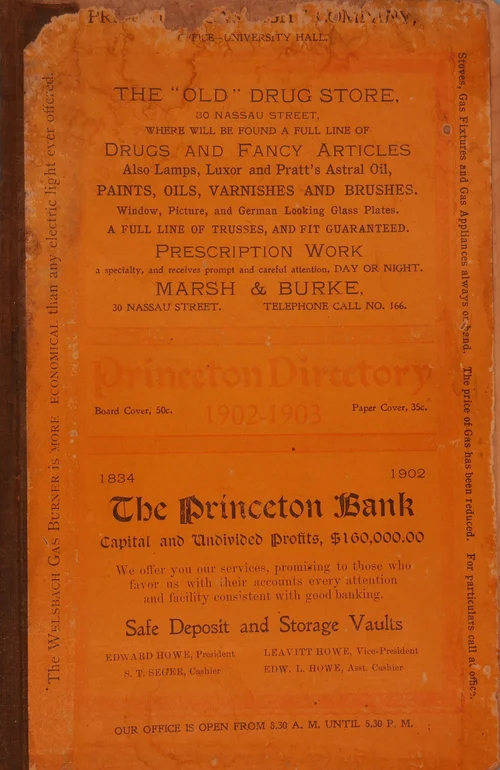 COMPANY,
OFFICE—UNIVERSITY HALL.
THE "OLD" DRUG STORE,
30 NASSAU STREET,
WHERE WILL BE FOUND A FULL LINE OF
DRUGS AND FANCY ARTICLES
Also Lamps, Luxor and Pratt's Astral Oil,
PAINTS, OILS, VARNISHES AND BRUSHES.
Window, Picture, and German Looking Glass Plates.
A FULL LINE OF TRUSSES, AND FIT GUARANTEED.
PRESCRIPTION WORK
a specialty, and receives prompt and careful attention, DAY OR NIGHT.
MARSH & BURKE,
30 NASSAU STREET. TELEPHONE CALL NO. 166.
Princeton Directory
Board Cover, 50c. 1902-1903 Paper Cover, 35c.
1834 1902
The Princeton Bank
Capital and Undivided Profits, $160,000.00
We offer you our services, promising to those who
favor us with their accounts every attention
and facility consistent with good banking.
Safe Deposit and Storage Vaults
EDWARD HOWE, President LEAVITT HOWE, Vice-President
S. T. SEGER, Cashier EDW. L. HOWE, Asst. Cashier
OUR OFFICE IS OPEN FROM 8.30 A. M. UNTIL 5.30 P. M.
The WELSBACH GAS BURNER IS MORE ECONOMICAL than any electric light ever offered.
Stoves, Gas Fixtures and Gas Appliances always on hand. The price of Gas has been reduced. For particulars call at office.